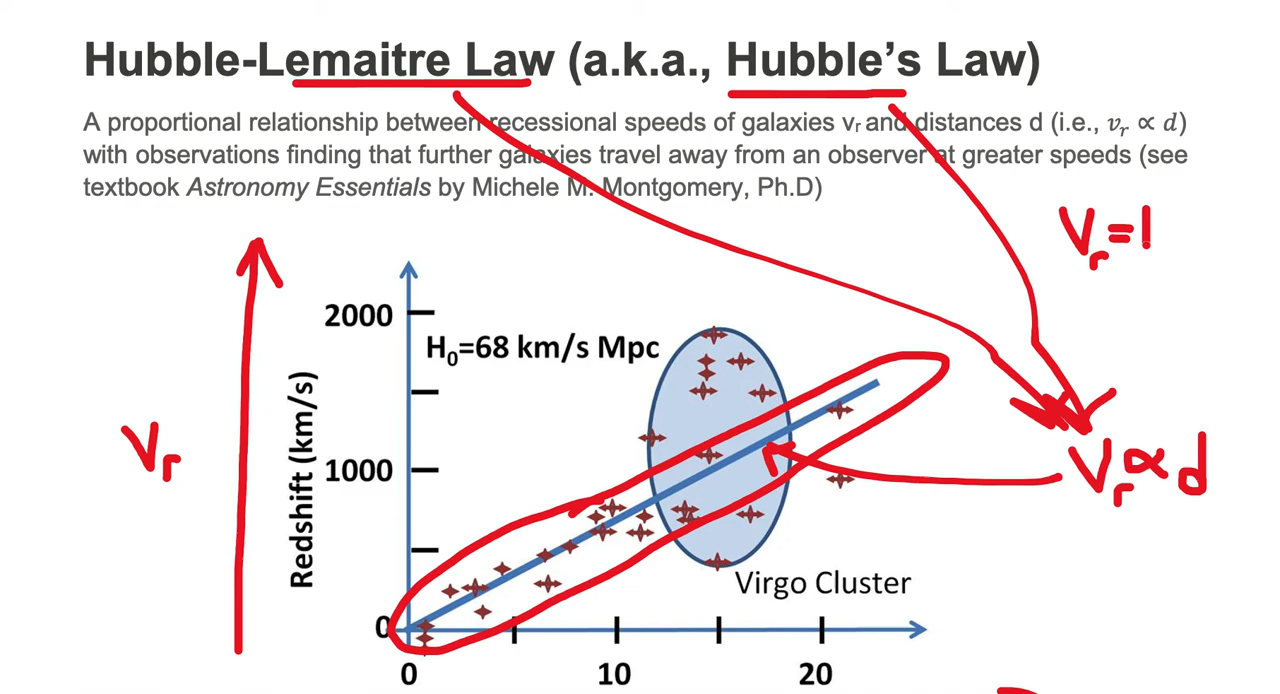 Hubble-Lemaitre Law (a.k.a., Hubble’s Law)
A proportional relationship between recessional speeds of galaxies vr and distances d (i.e., 𝑣𝑟 ∝ 𝑑)
with observations finding that further galaxies travel away from an observer at greater speeds (see
textbook Astronomy Essentials by Michele M. Montgomery, Ph.D)
Vr=
2000
H0=68 km/s Mpc
Redshift (km/s)
Vr
1000
Vr∝d
Virgo Cluster
0
0 10 20